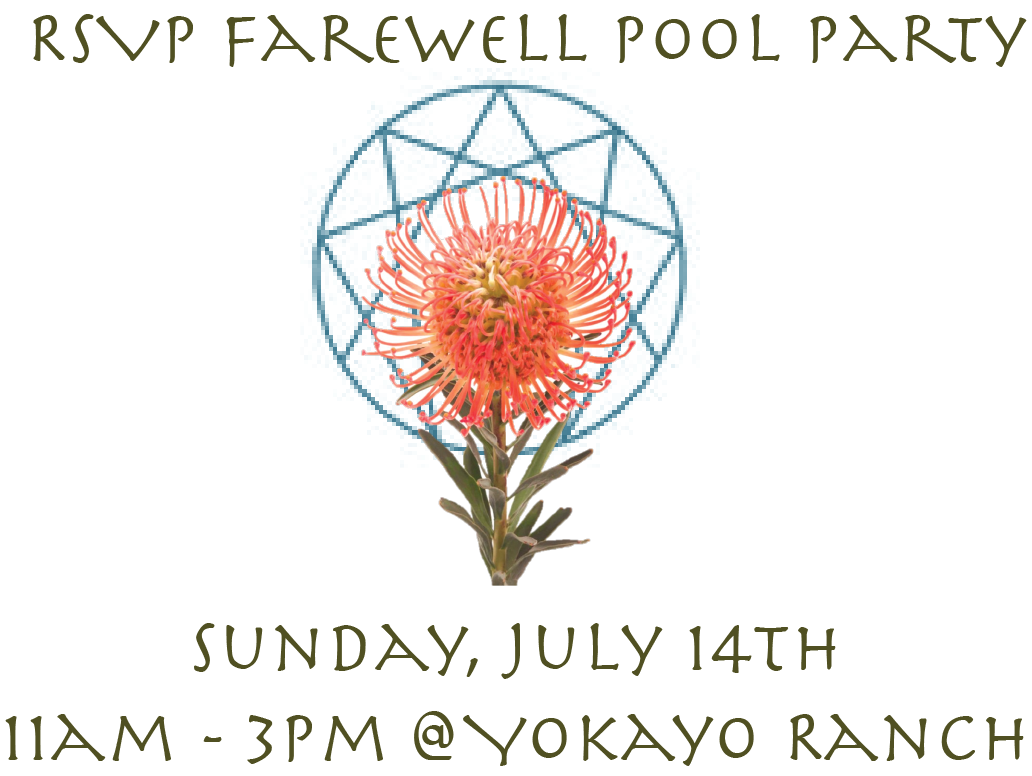 RSVP FAREWELL POOL PARTY
SUNDAY, JULY 14TH
11AM - 3PM @ YOKAYO RANCH